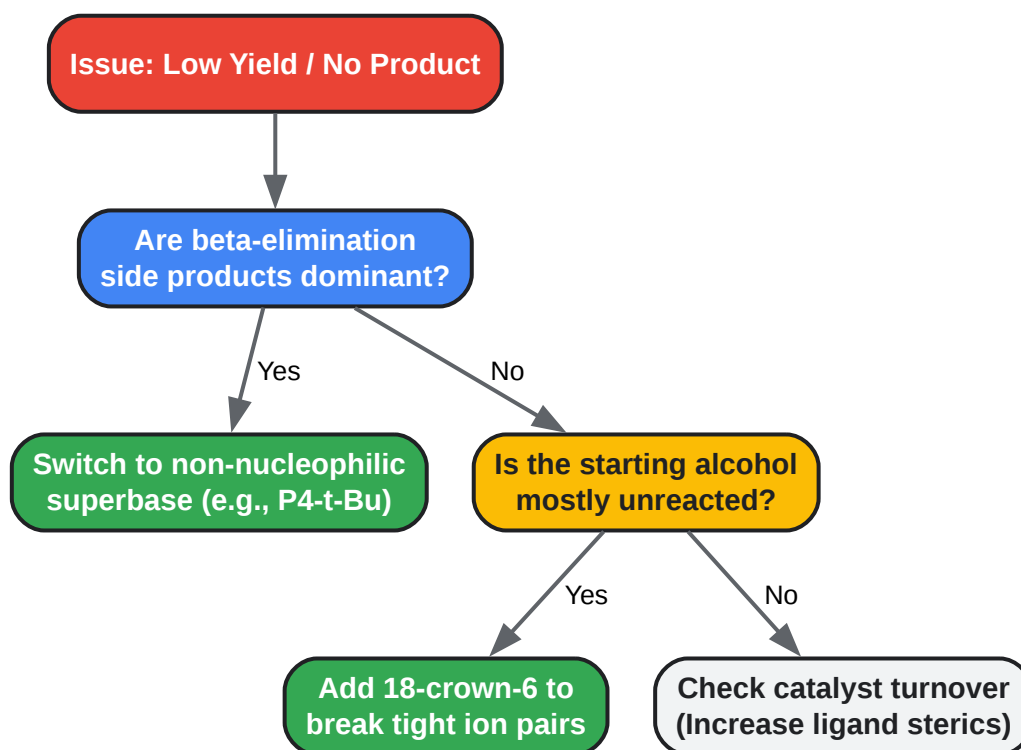 Issue: Low Yield / No Product
Are beta-elimination
side products dominant?
Yes
No
Switch to non-nucleophilic
superbase (e.g., P4-t-Bu)
Is the starting alcohol
mostly unreacted?
Yes
No
Add 18-crown-6 to
break tight ion pairs
Check catalyst turnover
(Increase ligand sterics)